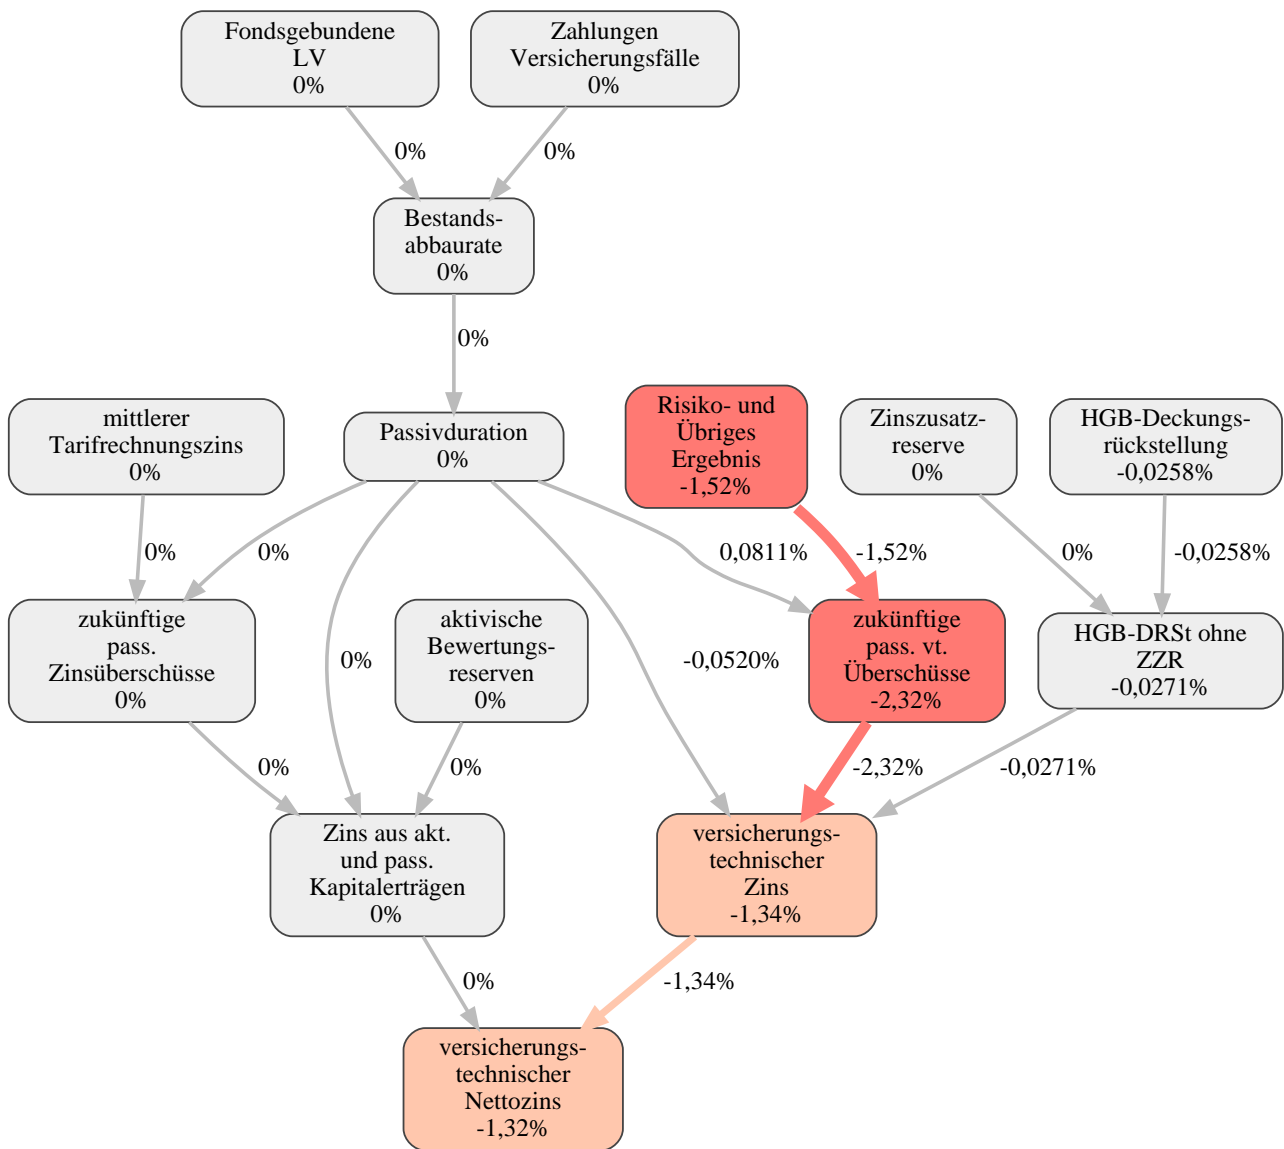 Fondsgebundene
LV
0%
Zahlungen
Versicherungsfälle
0%
0%
0%
Bestands-
abbaurate
0%
0%
mittlerer
Tarifrechnungszins
0%
Passivduration
0%
Risiko- und
Übriges
Ergebnis
-1,52%
Zinszusatz-
reserve
0%
HGB-Deckungs-
rückstellung
-0,0258%
0%
0%
0,0811%
-1,52%
0%
-0,0258%
zukünftige
pass.
Zinsüberschüsse
0%
0%
aktivische
Bewertungs-
reserven
0%
-0,0520%
zukünftige
pass. vt.
Überschüsse
-2,32%
HGB-DRSt ohne
ZZR
-0,0271%
0%
0%
-2,32%
-0,0271%
Zins aus akt.
und pass.
Kapitalerträgen
0%
versicherungs-
technischer
Zins
-1,34%
0%
-1,34%
versicherungs-
technischer
Nettozins
-1,32%